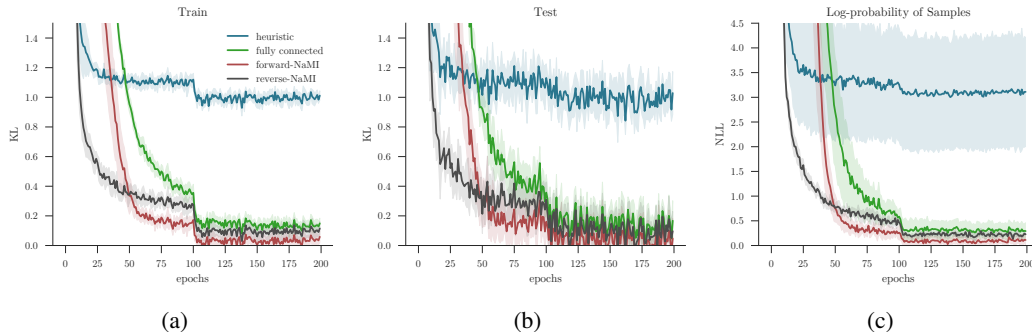 Train
1.4
1.2
1.0
0.8
0.6
0.4
0.2
0.0
KL
heuristic
fully connected
forward-NaMI
reverse-NaMI
0 25 50 75 100 125 150 175 200
epochs
(a)
Test
1.4
1.2
1.0
0.8
0.6
0.4
0.2
0.0
KL
0 25 50 75 100 125 150 175 200
epochs
(b)
Log-probability of Samples
4.5
4.0
3.5
3.0
2.5
2.0
1.5
1.0
0.5
0.0
NLL
0 25 50 75 100 125 150 175 200
epochs
(c)